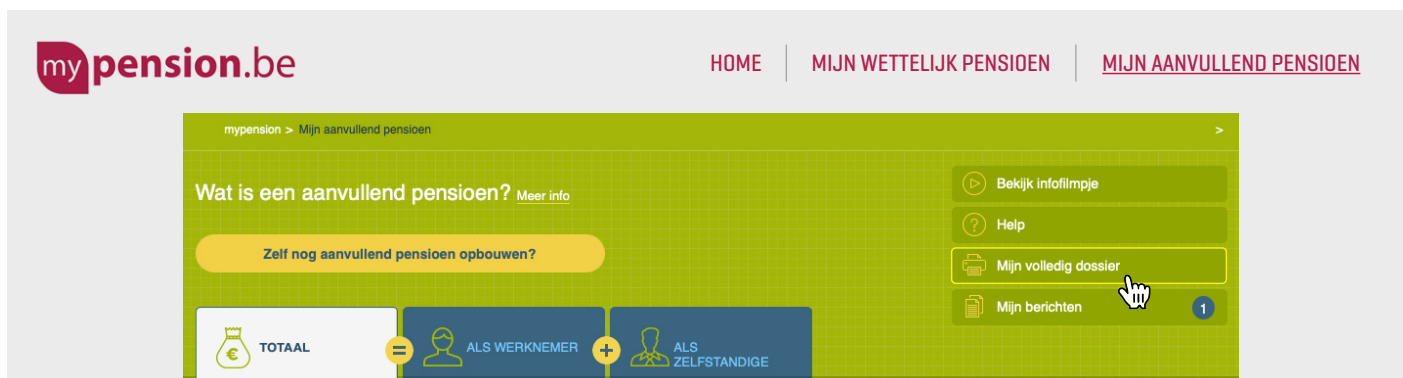 mypension.be
HOME
MIJN WETTELIJK PENSIOEN
MIJN AANVULLEND PENSIOEN
mypension > Mijn aanvullend pensioen
>
Wat is een aanvullend pensioen? Meer info
Zelf nog aanvullend pensioen opbouwen?
Bekijk infofilmpje
? Help
Mijn volledig dossier
Mijn berichten 1
€ TOTAAL
=
ALS WERKNEMER
+
ALS
ZELFSTANDIGE